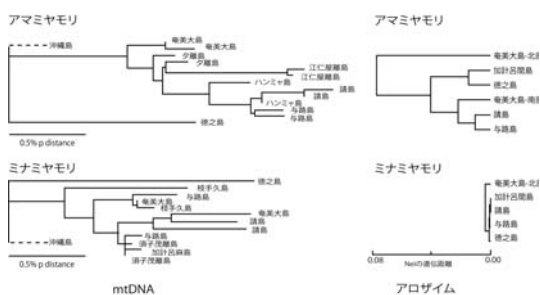 アマミヤモリ
沖縄島
奄美大島
奄美大島
夕離島
夕離島
江仁屋離島
江仁屋離島
ハンミャ島
請島
請島
ハンミャ島
与路島
与路島
徳之島
0.5% p distance
アマミヤモリ
奄美大島-北部
加計呂間島
徳之島
奄美大島-南部
請島
与路島
ミナミヤモリ
徳之島
枝手久島
与路島
奄美大島
枝手久島
奄美大島
請島
請島
与路島
須子茂離島
加計呂麻島
須子茂離島
沖縄島
0.5% p distance
mtDNA
ミナミヤモリ
奄美大島-北部
加計呂間島
請島
与路島
徳之島
0.08
0.00
Neiの遺伝距離
アロザイム